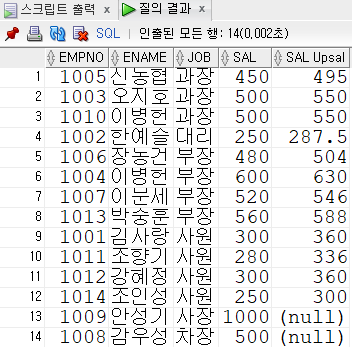 스크립트 출력 × 질의 결과 ×
SQL | 인출된 모든 행: 14(0,002초)
EMPNO ENAME JOB SAL SAL Upsal
1 1005 신농협 과장 450 495
2 1003 오지호 과장 500 550
3 1010 이병헌 과장 500 550
4 1002 한예슬 대리 250 287.5
5 1006 장농건 부장 480 504
6 1004 이병헌 부장 600 630
7 1007 이문세 부장 520 546
8 1013 박중훈 부장 560 588
9 1001 김사랑 사원 300 360
10 1011 조향기 사원 280 336
11 1012 강혜정 사원 300 360
12 1014 조인성 사원 250 300
13 1009 안성기 사장 1000 (null)
14 1008 감우성 차장 500 (null)